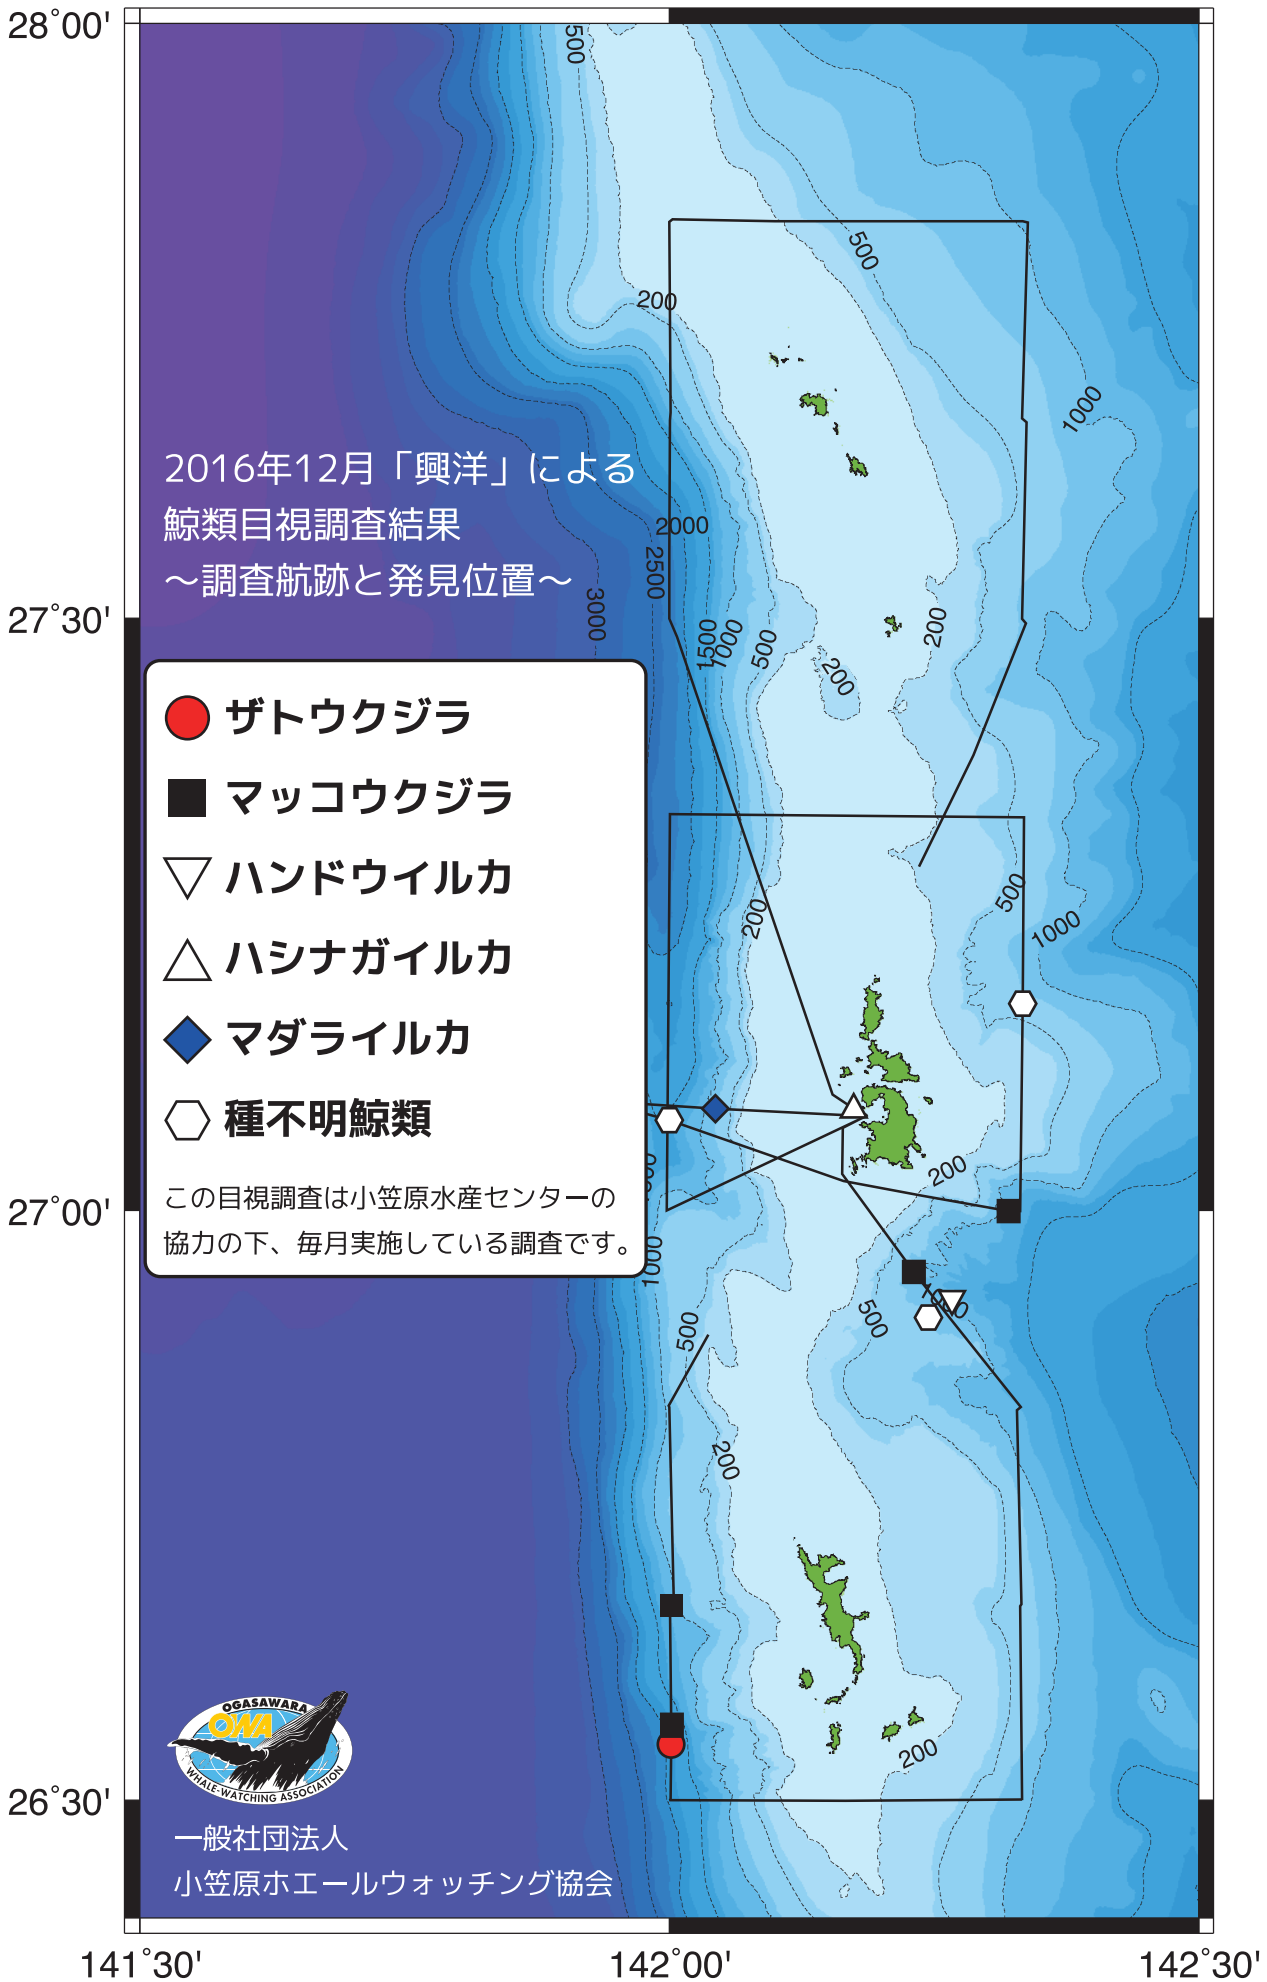 28°00'
500
500
200
1000
2016年12月「興洋」による
鯨類目視調査結果
～調査航跡と発見位置～
2000
2500
3000
1500
1000
500
200
200
27°30'
ザトウクジラ
マッコウクジラ
ハンドウイルカ
ハシナガイルカ
マダライルカ
種不明鯨類
この目視調査は小笠原水産センターの
協力の下、毎月実施している調査です。
200
500
1000
200
27°00'
1000
500
500
1000
200
200
OGASAWARA
OWA
WHALE-WATCHING ASSOCIATION
26°30'
一般社団法人
小笠原ホエールウォッチング協会
141°30'
142°00'
142°30'